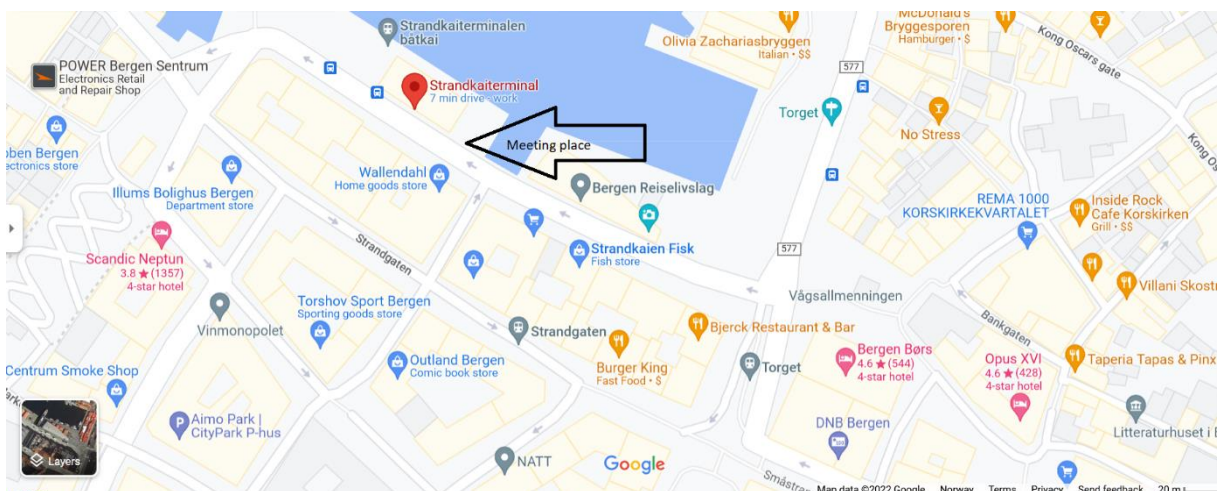 Strandkaiterminalen
båtkai
McDonald's
Bryggesporen
Hamburger · $
Olivia Zachariasbryggen
Italian · $$
Kong Oscars gate
577
POWER Bergen Sentrum
Electronics Retail
and Repair Shop
Strandkaiterminal
7 min drive - work
Torget
No Stress
Meeting place
Wallendahl
Home goods store
Bergen Reiselivslag
Illums Bolighus Bergen
Department store
REMA 1000
KORSKIRKEKVARTALET
Inside Rock
Cafe Korskirken
Grill · $$
Strandgaten
Strandkaien Fisk
Fish store
577
Scandic Neptun
3.8 ★ (1357)
4-star hotel
Villani Skost
Vågsallmenningen
Torshov Sport Bergen
Sporting goods store
Vinmonopolet
Strandgaten
Bankgaten
Bjerck Restaurant & Bar
Bergen Børs
4.6 ★ (544)
4-star hotel
Opus XVI
4.6 ★ (428)
4-star hotel
Taperia Tapas & Pinx
Outland Bergen
Comic book store
Burger King
Fast Food · $
Torget
Centrum Smoke Shop
Aimo Park |
CityPark P-hus
DNB Bergen
Litteraturhuset i B
Layers
NATT
Google
Småstra
Map data ©2022 Google Norway Terms Privacy Send feedback 20 m